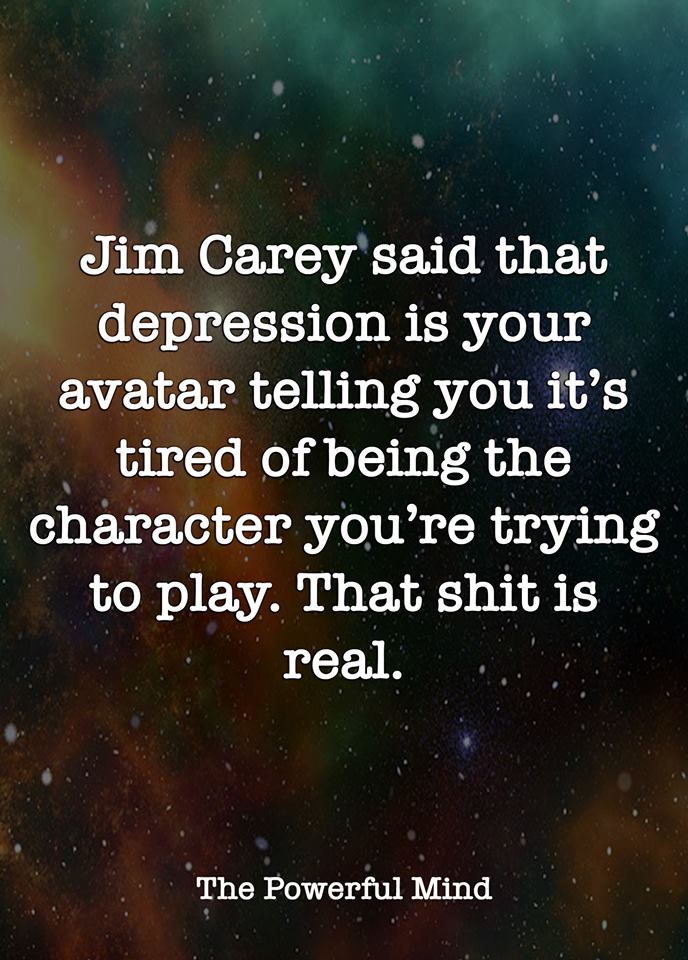 Jim Carey said that
depression is your
avatar telling you it’s
tired of being the
character you’re trying
to play. That shit is
real.
The Powerful Mind